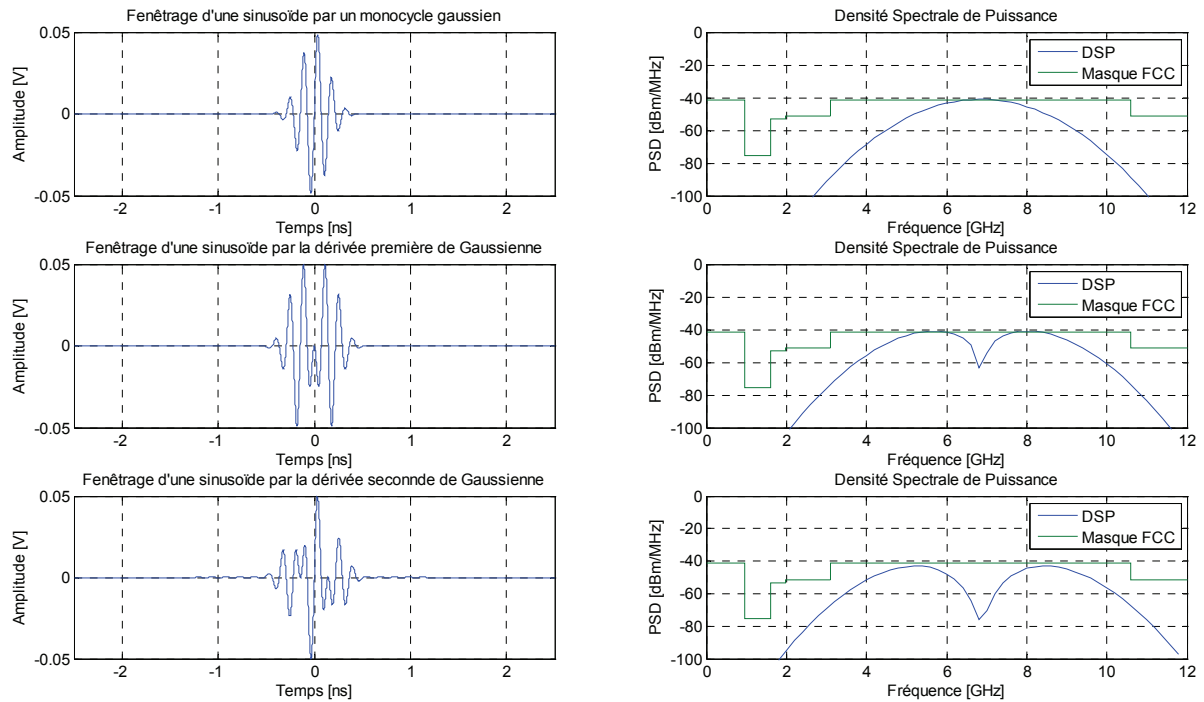 Fenêtrage d'une sinusoïde par un monocycle gaussien
0.05
0
-0.05
Amplitude [V]
-2
-1
0
1
2
Temps [ns]
Densité Spectrale de Puissance
0
-20
-40
-60
-80
-100
PSD [dBm/MHz]
DSP
Masque FCC
0
2
4
6
8
10
12
Fréquence [GHz]
Fenêtrage d'une sinusoïde par la dérivée première de Gaussienne
0.05
0
-0.05
Amplitude [V]
-2
-1
0
1
2
Temps [ns]
Densité Spectrale de Puissance
0
-20
-40
-60
-80
-100
PSD [dBm/MHz]
DSP
Masque FCC
0
2
4
6
8
10
12
Fréquence [GHz]
Fenêtrage d'une sinusoïde par la dérivée seconnde de Gaussienne
0.05
0
-0.05
Amplitude [V]
-2
-1
0
1
2
Temps [ns]
Densité Spectrale de Puissance
0
-20
-40
-60
-80
-100
PSD [dBm/MHz]
DSP
Masque FCC
0
2
4
6
8
10
12
Fréquence [GHz]